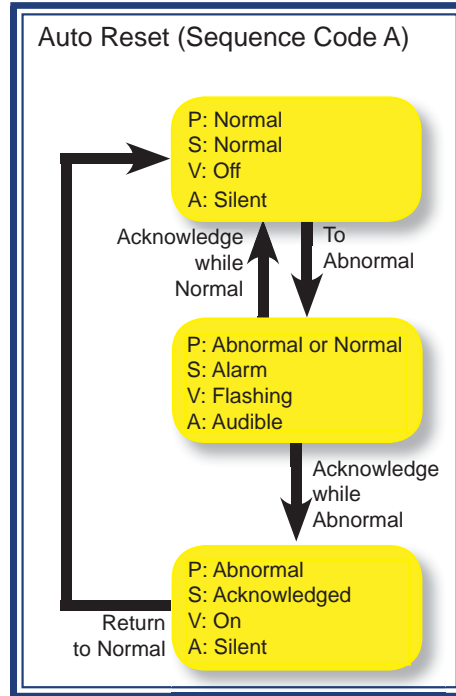 Auto Reset (Sequence Code A)
P: Normal
S: Normal
V: Off
A: Silent
Acknowledge
while
Normal
To
Abnormal
P: Abnormal or Normal
S: Alarm
V: Flashing
A: Audible
Acknowledge
while
Abnormal
P: Abnormal
S: Acknowledged
V: On
A: Silent
Return
to Normal